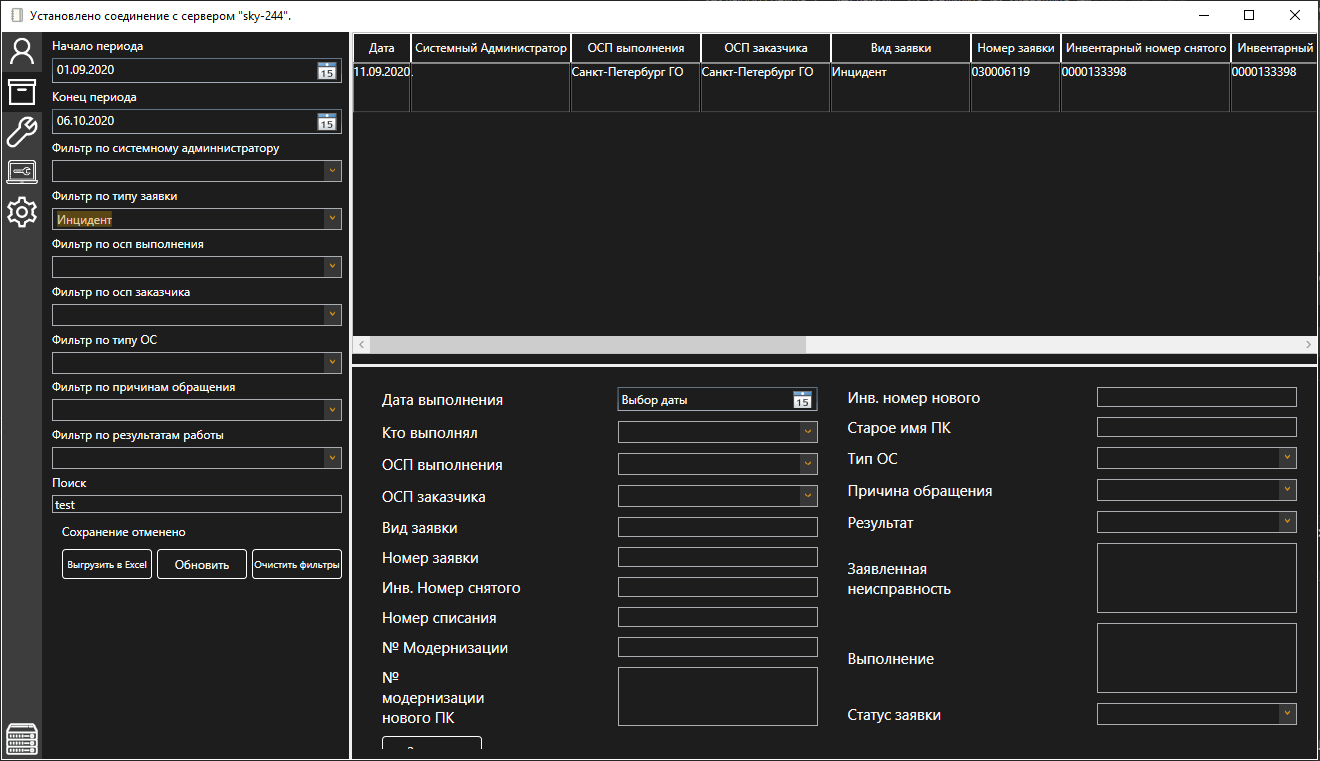 Установлено соединение с сервером "sky-244".
Начало периода
01.09.2020
15
Конец периода
06.10.2020
15
Фильтр по системному администратору
Фильтр по типу заявки
Инцидент
Фильтр по осп выполнения
Фильтр по осп заказчика
Фильтр по типу ОС
Фильтр по причинам обращения
Фильтр по результатам работы
Поиск
test
Сохранение отменено
Выгрузить в Excel Обновить Очистить фильтры
Дата Системный Администратор ОСП выполнения ОСП заказчика Вид заявки Номер заявки Инвентарный номер снятого Инвентарный
11.09.2020 Санкт-Петербург ГО Санкт-Петербург ГО Инцидент 030006119 0000133398 0000133398
Дата выполнения
Выбор даты
15
Кто выполнял
ОСП выполнения
ОСП заказчика
Вид заявки
Номер заявки
Инв. Номер снятого
Номер списания
№ Модернизации
№
модернизации
нового ПК
Инв. номер нового
Старое имя ПК
Тип ОС
Причина обращения
Результат
Заявленная
неисправность
Выполнение
Статус заявки